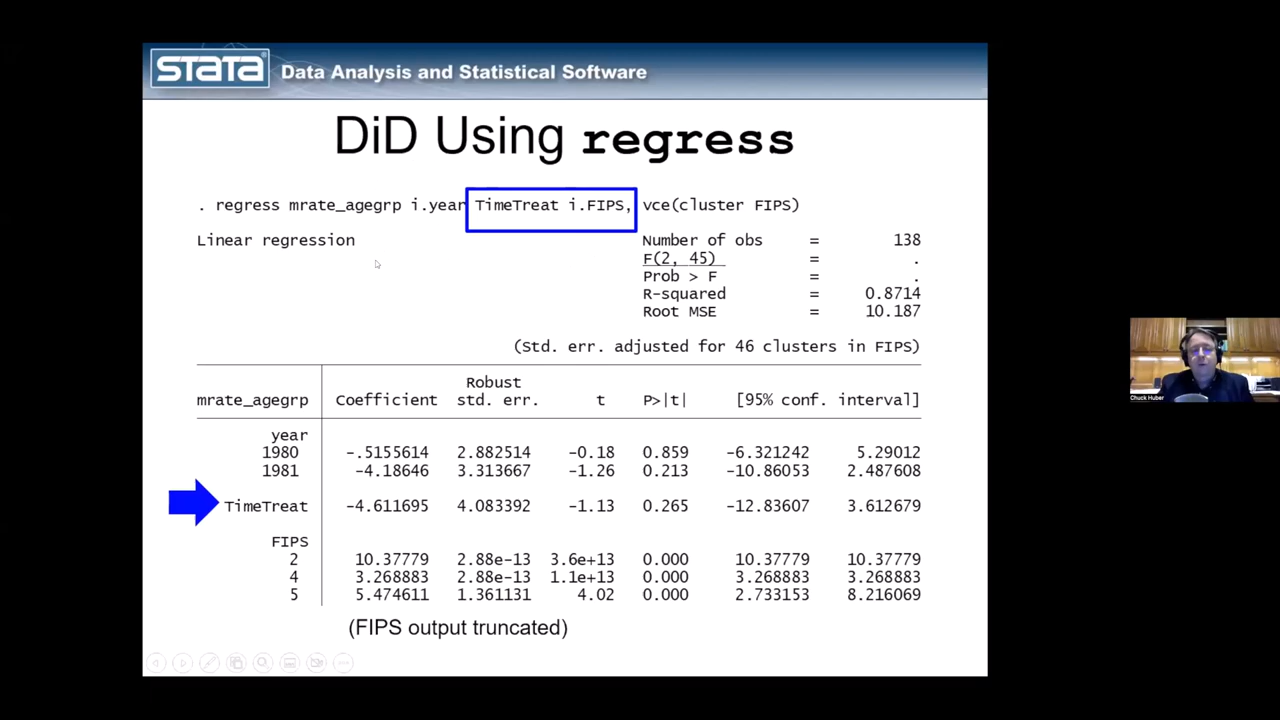 STATA® Data Analysis and Statistical Software
DiD Using regress
. regress mrate_agegrp i.year TimeTreat i.FIPS, vce(cluster FIPS)
Linear regression Number of obs = 138
F(2, 45) = .
Prob > F = .
R-squared = 0.8714
Root MSE = 10.187
(Std. err. adjusted for 46 clusters in FIPS)
Robust
mrate_agegrp Coefficient std. err. t P>|t| [95% conf. interval]
year
1980 -.5155614 2.882514 -0.18 0.859 -6.321242 5.29012
1981 -4.18646 3.313667 -1.26 0.213 -10.86053 2.487608
TimeTreat -4.611695 4.083392 -1.13 0.265 -12.83607 3.612679
FIPS
2 10.37779 2.88e-13 3.6e+13 0.000 10.37779 10.37779
4 3.268883 2.88e-13 1.1e+13 0.000 3.268883 3.268883
5 5.474611 1.361131 4.02 0.000 2.733153 8.216069
(FIPS output truncated)
Chuck Huber